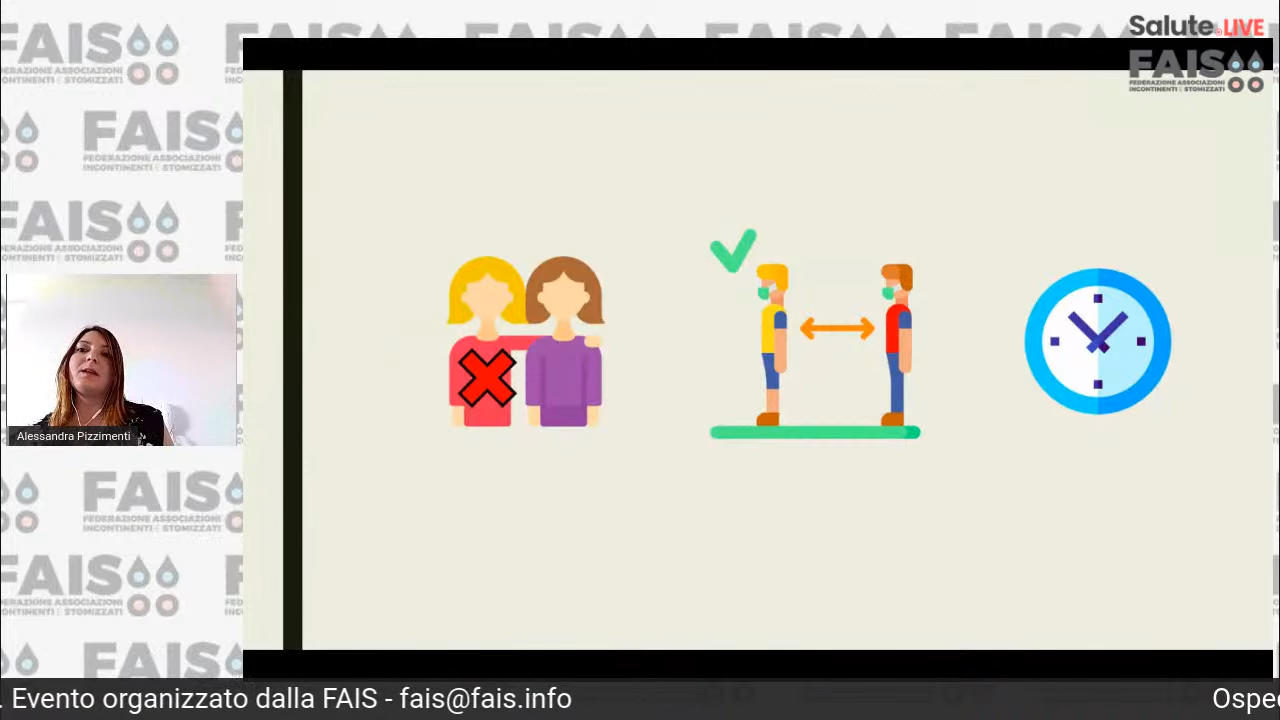 Salute LIVE
FAIS
FEDERAZIONE ASSOCIAZIONI
INCONTINENTI E STOMIZZATI
FAIS
FEDERAZIONE ASSOCIAZIONI
INCONTINENTI E STOMIZZATI
Alessandra Pizzimenti
. Evento organizzato dalla FAIS - fais@fais.info
Ospe